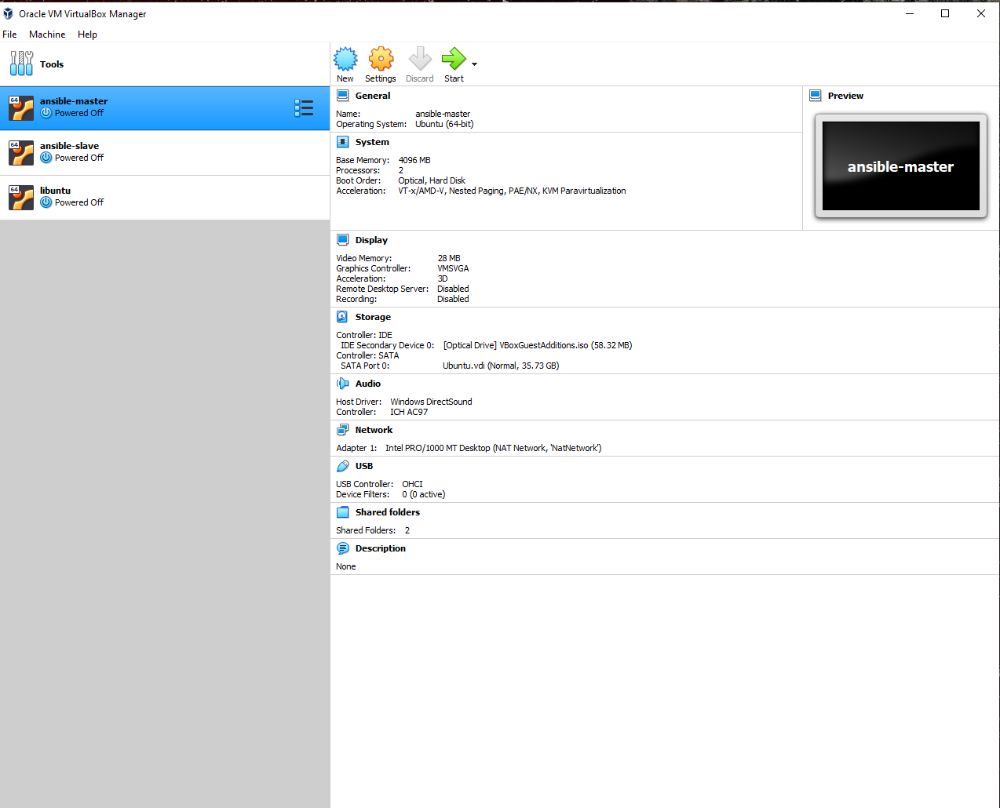 Oracle VM VirtualBox Manager
File Machine Help
Tools
New Settings Discard Start
64 ansible-master
Powered Off
64 ansible-slave
Powered Off
64 libuntu
Powered Off
General
Name: ansible-master
Operating System: Ubuntu (64-bit)
System
Base Memory: 4096 MB
Processors: 2
Boot Order: Optical, Hard Disk
Acceleration: VT-x/AMD-V, Nested Paging, PAE/NX, KVM Paravirtualization
Preview
ansible-master
Display
Video Memory: 28 MB
Graphics Controller: VMSVGA
Acceleration: 3D
Remote Desktop Server: Disabled
Recording: Disabled
Storage
Controller: IDE
IDE Secondary Device 0: [Optical Drive] VBoxGuestAdditions.iso (58.32 MB)
Controller: SATA
SATA Port 0: Ubuntu.vdi (Normal, 35.73 GB)
Audio
Host Driver: Windows DirectSound
Controller: ICH AC97
Network
Adapter 1: Intel PRO/1000 MT Desktop (NAT Network, 'NatNetwork')
USB
USB Controller: OHCI
Device Filters: 0 (0 active)
Shared folders
Shared Folders: 2
Description
None